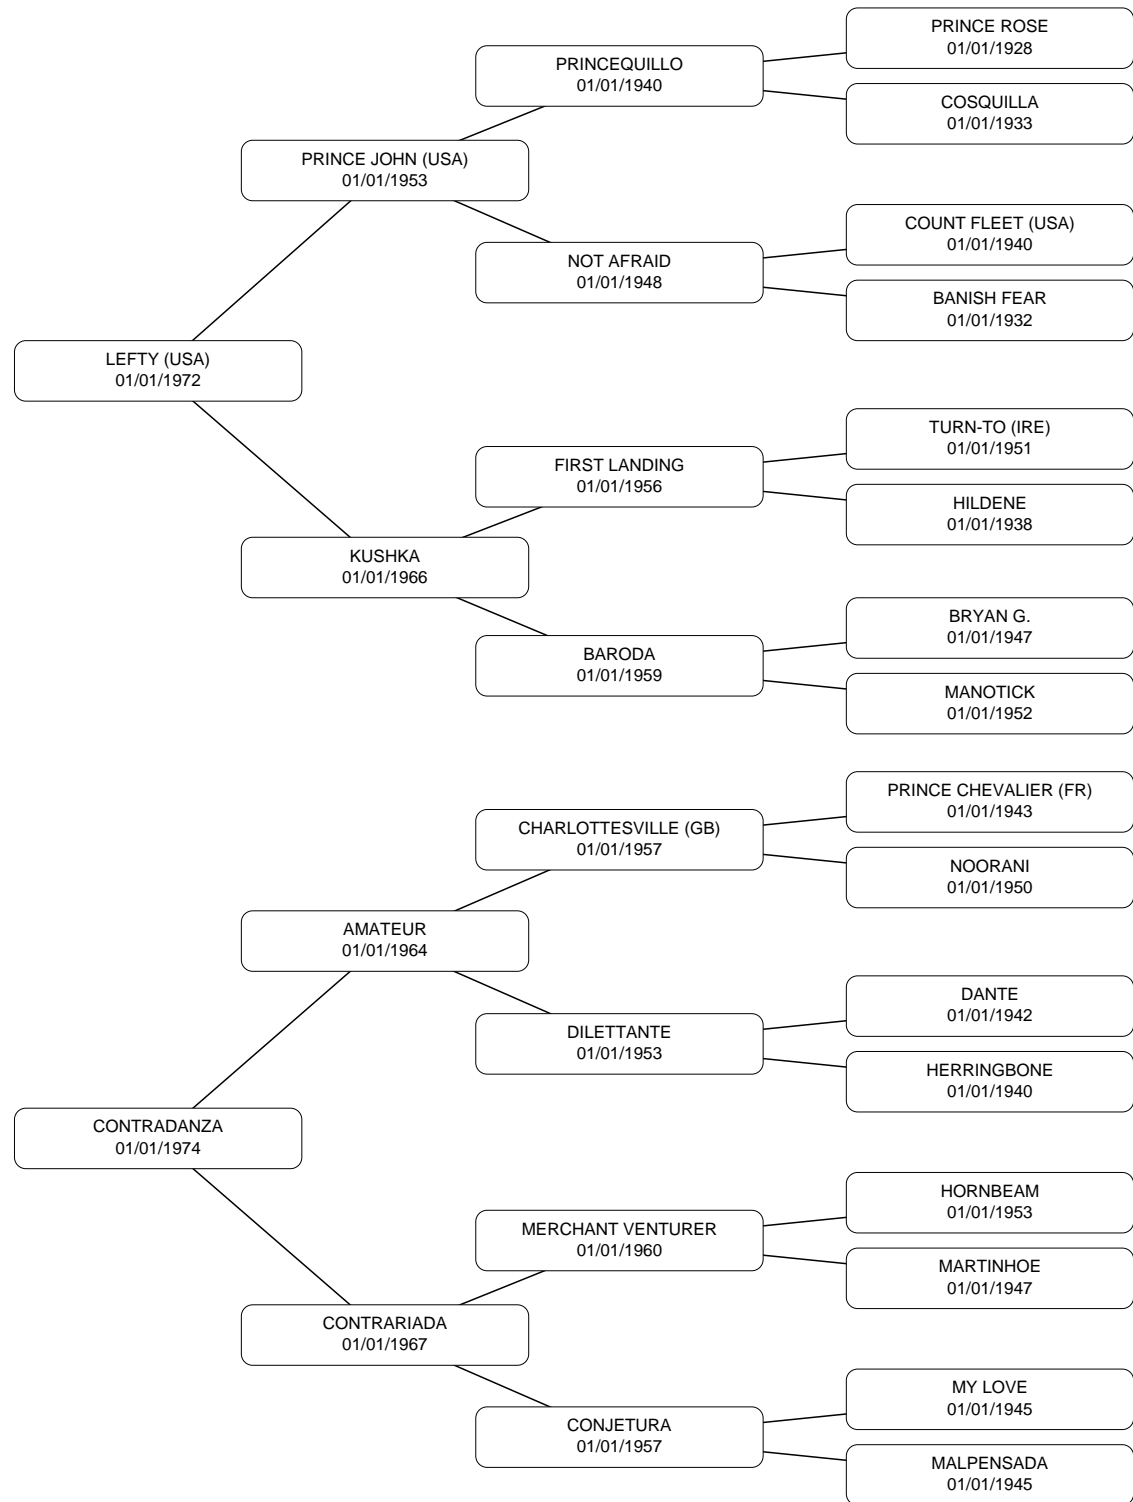 PRINCE ROSE
01/01/1928
PRINCEQUILLO
01/01/1940
COSQUILLA
01/01/1933
PRINCE JOHN (USA)
01/01/1953
COUNT FLEET (USA)
01/01/1940
NOT AFRAID
01/01/1948
BANISH FEAR
01/01/1932
LEFTY (USA)
01/01/1972
TURN-TO (IRE)
01/01/1951
FIRST LANDING
01/01/1956
HILDENE
01/01/1938
KUSHKA
01/01/1966
BRYAN G.
01/01/1947
BARODA
01/01/1959
MANOTICK
01/01/1952
PRINCE CHEVALIER (FR)
01/01/1943
CHARLOTTESVILLE (GB)
01/01/1957
NOORANI
01/01/1950
AMATEUR
01/01/1964
DANTE
01/01/1942
DILETTANTE
01/01/1953
HERRINGBONE
01/01/1940
CONTRADANZA
01/01/1974
HORNBEAM
01/01/1953
MERCHANT VENTURER
01/01/1960
MARTINHOE
01/01/1947
CONTRARIADA
01/01/1967
MY LOVE
01/01/1945
CONJETURA
01/01/1957
MALPENSADA
01/01/1945